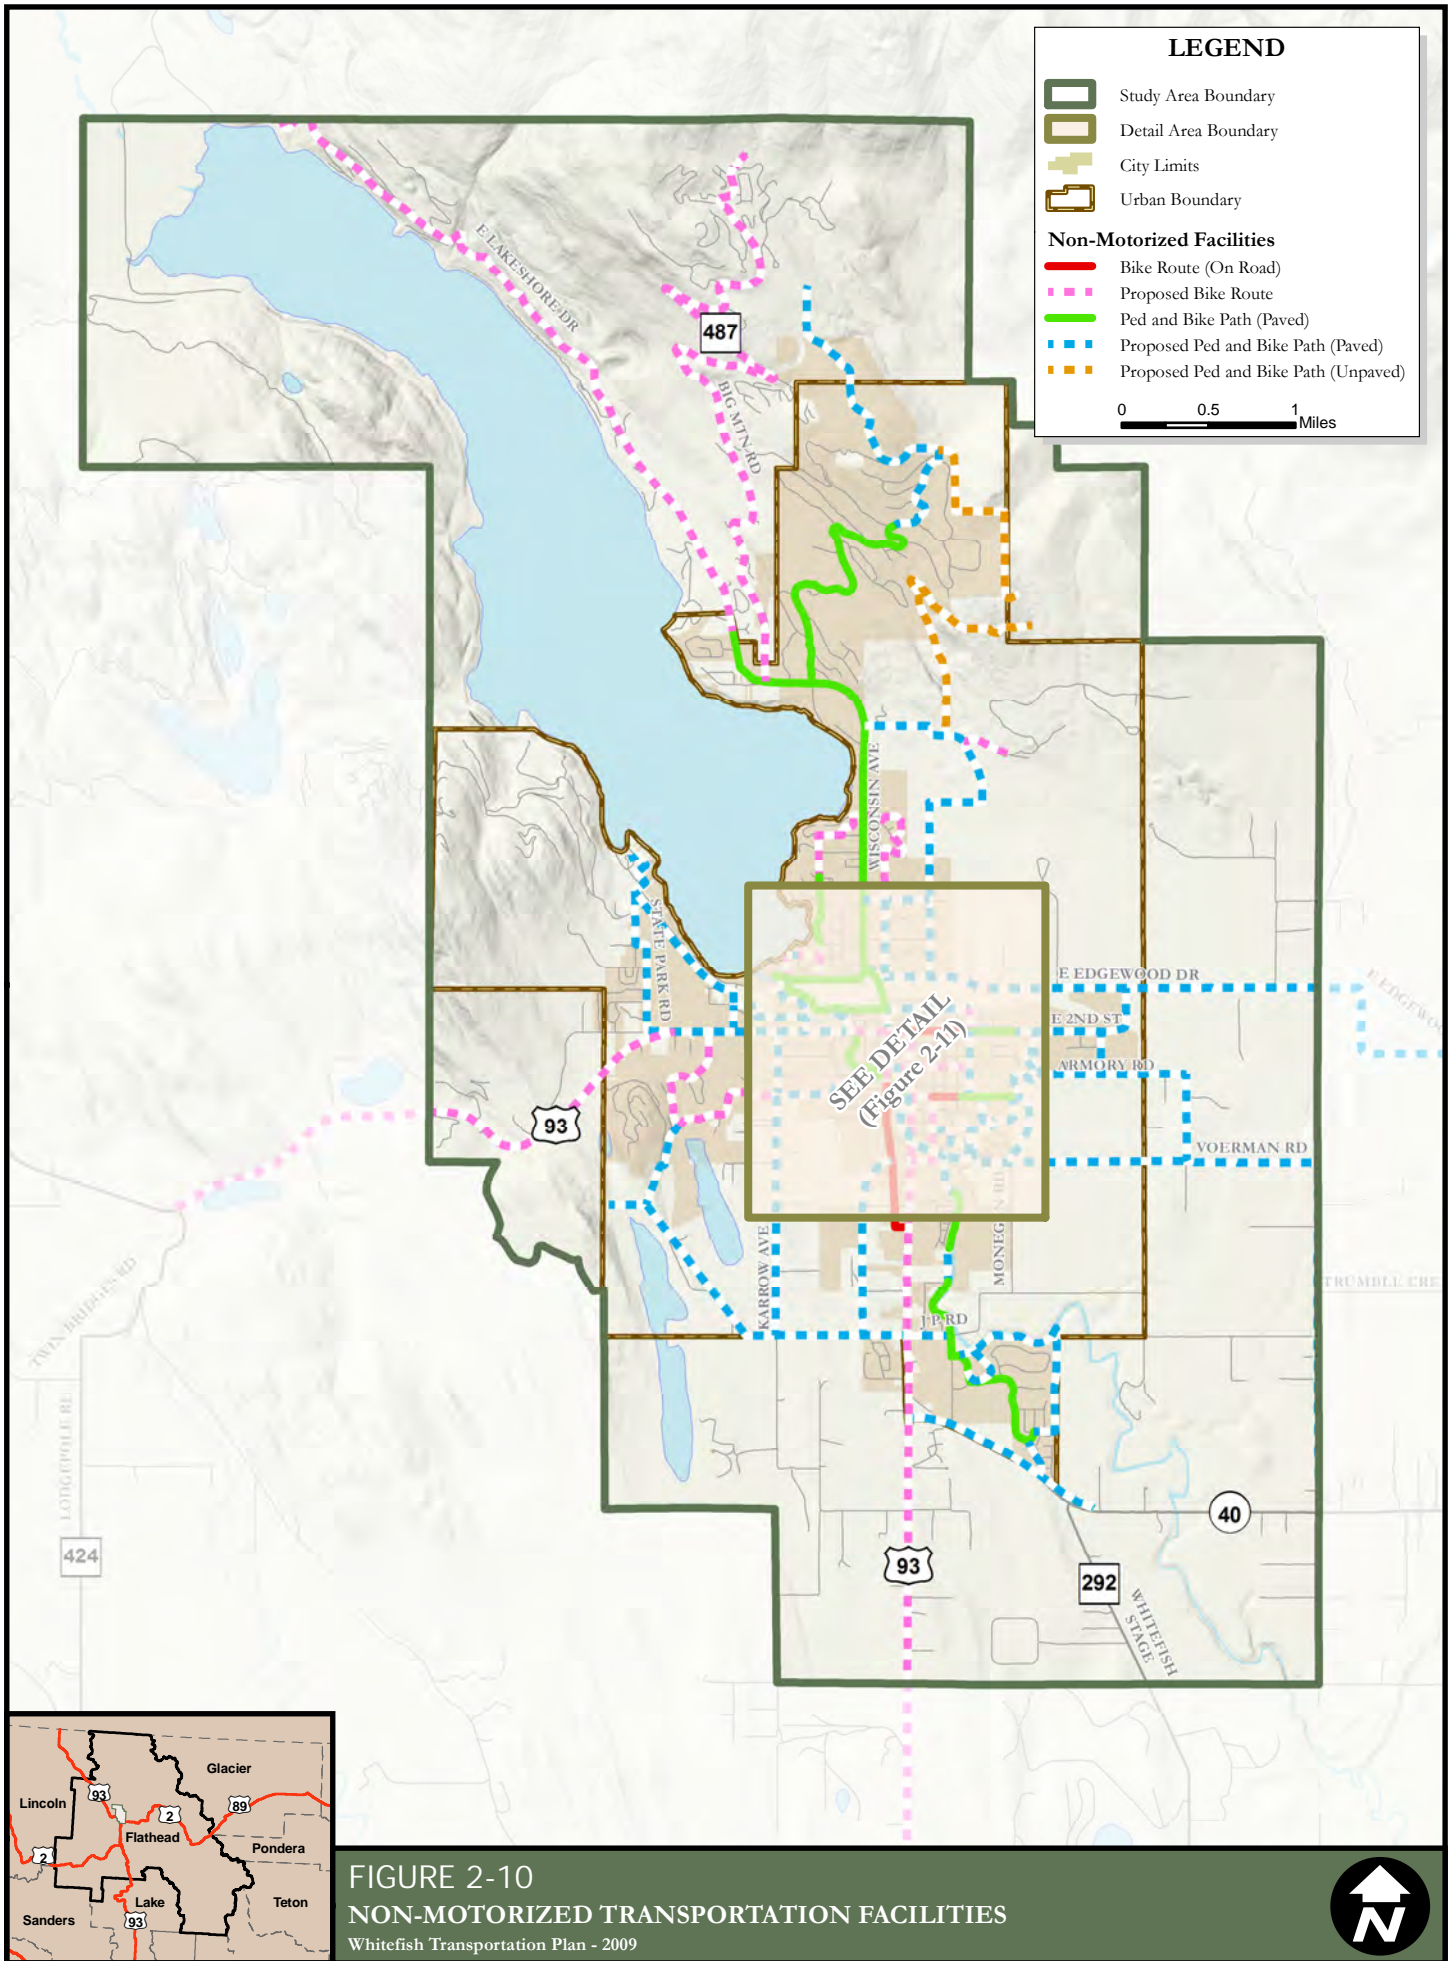 LEGEND
Study Area Boundary
Detail Area Boundary
City Limits
Urban Boundary
Non-Motorized Facilities
Bike Route (On Road)
Proposed Bike Route
Ped and Bike Path (Paved)
Proposed Ped and Bike Path (Paved)
Proposed Ped and Bike Path (Unpaved)
0 0.5 1
Miles
E LAKESHORE DR
487
BIG MTN RD
WISCONSIN AVE
STATE PARK RD
E EDGEWOOD DR
E 2ND ST
ARMORY RD
SEE DETAIL
(Figure 2-11)
93
VOERMAN RD
KARROW AVE
J P RD
TWIN BRIDGES RD
LODGEPOLE RD
424
40
93
292
WHITEFISH
STAGE
Glacier
Lincoln
93
89
2
Flathead
2
Pondera
Lake
Teton
Sanders
93
FIGURE 2-10
NON-MOTORIZED TRANSPORTATION FACILITIES
Whitefish Transportation Plan - 2009
N